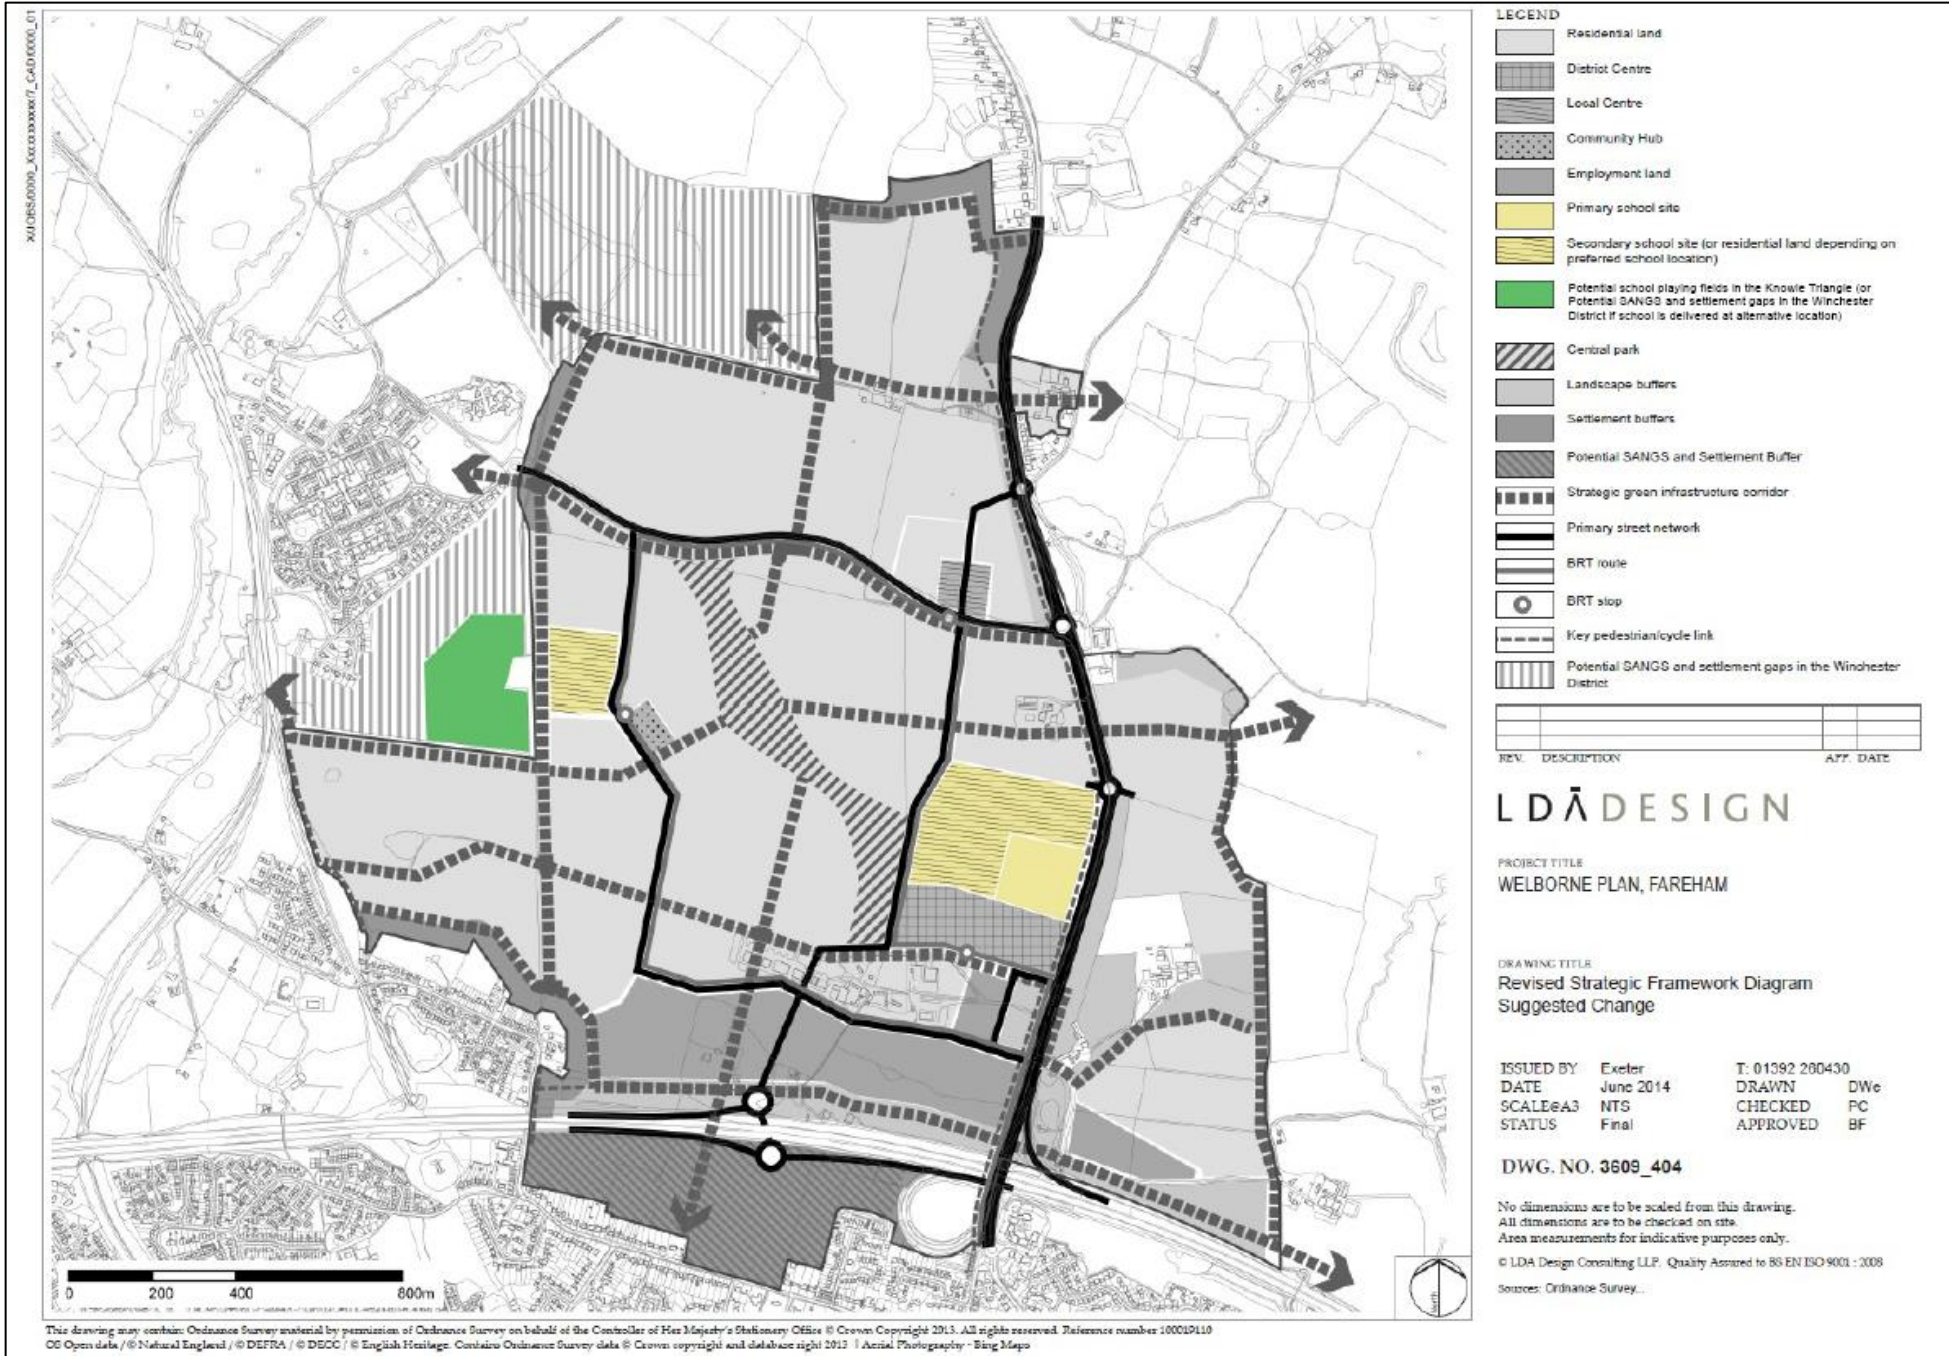 LEGEND
Residential land
District Centre
Local Centre
Community Hub
Employment land
Primary school site
Secondary school site (or residential land depending on
preferred school location)
Potential school playing fields in the Knowle Triangle (or
Potential SANGS and settlement gaps in the Winchester
District if school is delivered at alternative location)
Central park
Landscape buffers
Settlement buffers
Potential SANGS and Settlement Buffer
Strategic green infrastructure corridor
Primary street network
BRT route
BRT stop
Key pedestrian/cycle link
Potential SANGS and settlement gaps in the Winchester
District
REV. DESCRIPTION APP. DATE
LDĀDESIGN
PROJECT TITLE
WELBORNE PLAN, FAREHAM
DRAWING TITLE
Revised Strategic Framework Diagram
Suggested Change
ISSUED BY Exeter T: 01392 260430
DATE June 2014 DRAWN DWe
SCALE@A3 NTS CHECKED PC
STATUS Final APPROVED BF
DWG. NO. 3609_404
No dimensions are to be scaled from this drawing.
All dimensions are to be checked on site.
Area measurements for indicative purposes only.
© LDA Design Consulting LLP. Quality Assured to BS EN ISO 9001 : 2008
Sources: Ordnance Survey...
North
0 200 400 800m
This drawing may contain: Ordnance Survey material by permission of Ordnance Survey on behalf of the Controller of Her Majesty's Stationery Office © Crown Copyright 2013. All rights reserved. Reference number 100019110
OS Open data / © Natural England / © DEFRA / © DECC / © English Heritage. Contains Ordnance Survey data © Crown copyright and database right 2013 | Aerial Photography - Bing Maps